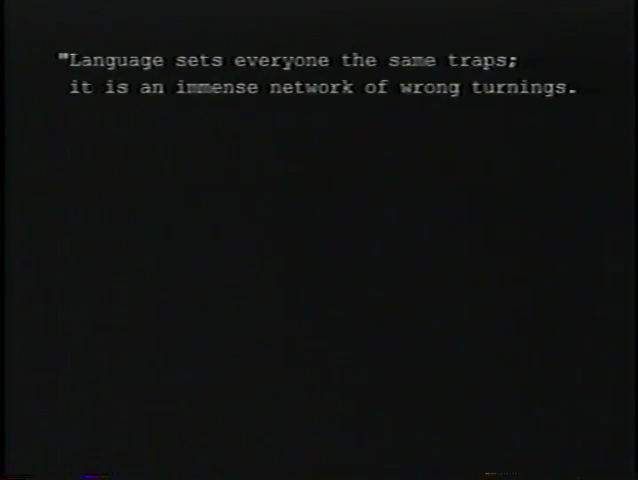 "Language sets everyone the same traps;
it is an immense network of wrong turnings.